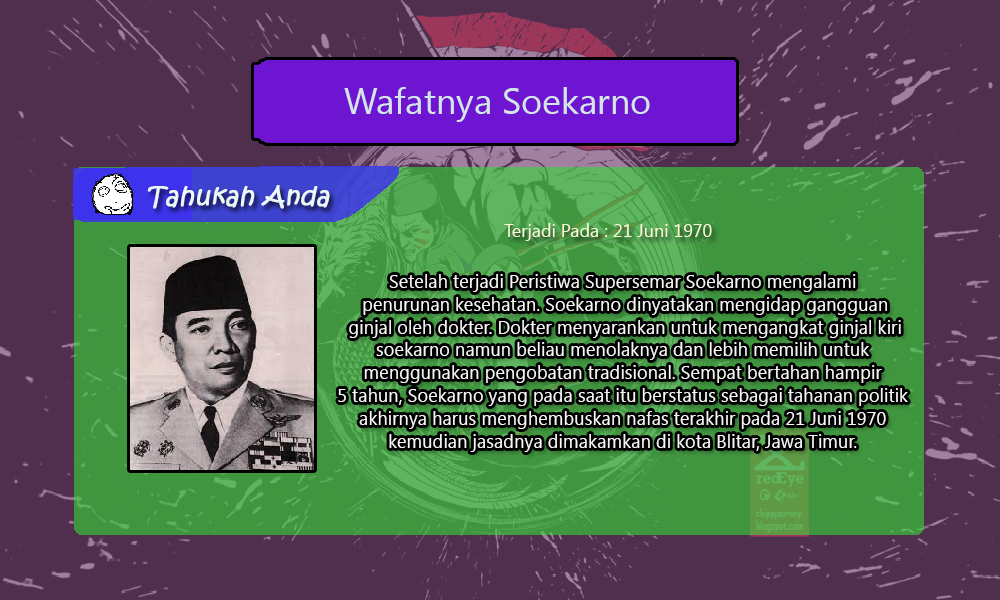 Wafatnya Soekarno
Tahukah Anda
Terjadi Pada : 21 Juni 1970
Setelah terjadi Peristiwa Supersemar Soekarno mengalami
penurunan kesehatan. Soekarno dinyatakan mengidap gangguan
ginjal oleh dokter. Dokter menyarankan untuk mengangkat ginjal kiri
soekarno namun beliau menolaknya dan lebih memilih untuk
menggunakan pengobatan tradisional. Sempat bertahan hampir
5 tahun, Soekarno yang pada saat itu berstatus sebagai tahanan politik
akhirnya harus menghembuskan nafas terakhir pada 21 Juni 1970
kemudian jasadnya dimakamkan di kota Blitar, Jawa Timur.
redEye
chippjourney.
blogspot.com